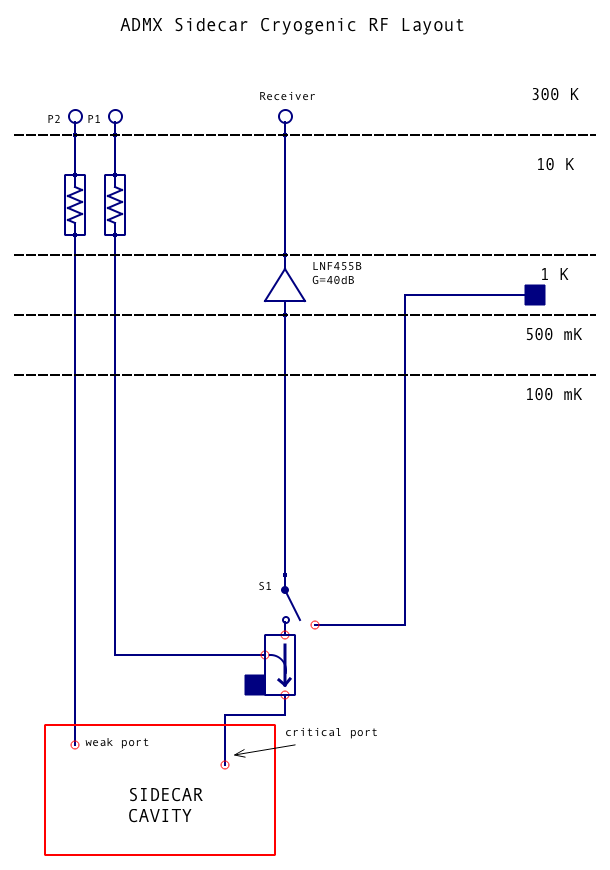 ADMX Sidecar Cryogenic RF Layout
300 K
Receiver
P2 P1
10 K
LNF455B
G=40dB
1 K
500 mK
100 mK
S1
critical port
weak port
SIDECAR
CAVITY